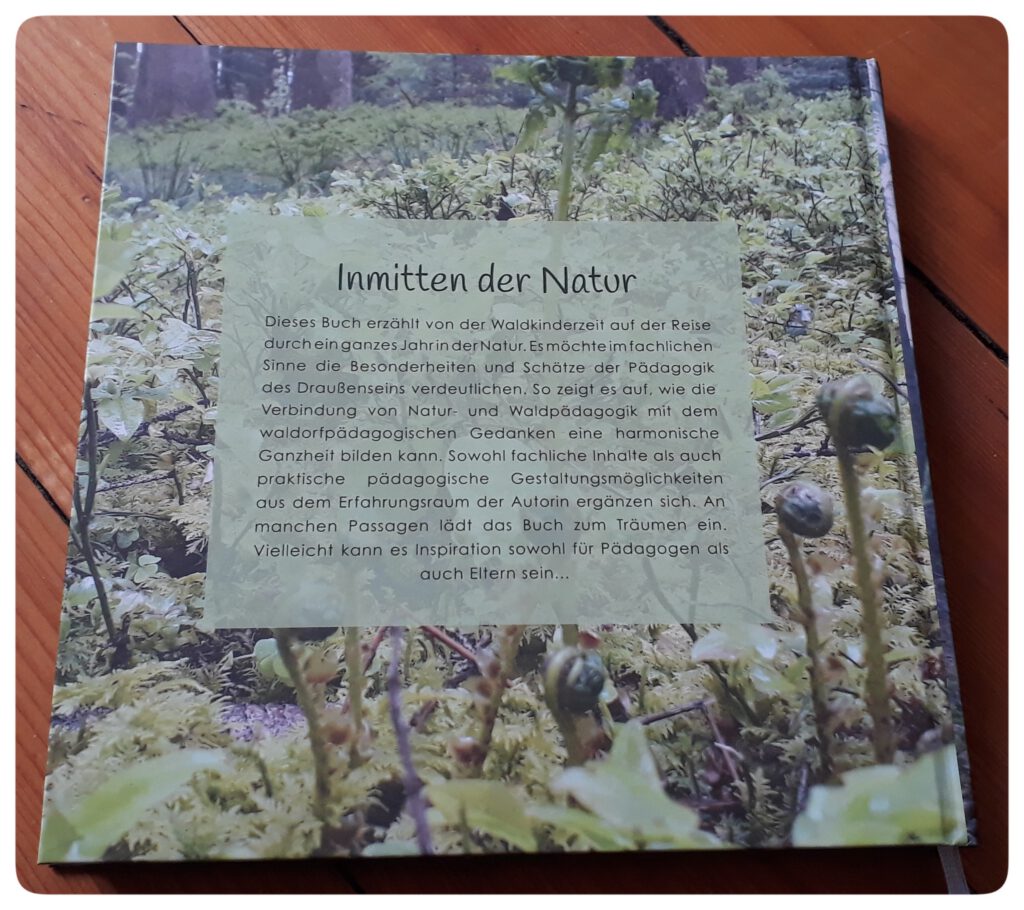 Inmitten der Natur
Dieses Buch erzählt von der Waldkinderzeit auf der Reise
durch ein ganzes Jahr in der Natur. Es möchte im fachlichen
Sinne die Besonderheiten und Schätze der Pädagogik
des Draußenseins verdeutlichen. So zeigt es auf, wie die
Verbindung von Natur- und Waldpädagogik mit dem
waldorfpädagogischen Gedanken eine harmonische
Ganzheit bilden kann. Sowohl fachliche Inhalte als auch
praktische pädagogische Gestaltungsmöglichkeiten
aus dem Erfahrungsraum der Autorin ergänzen sich. An
manchen Passagen lädt das Buch zum Träumen ein.
Vielleicht kann es Inspiration sowohl für Pädagogen als
auch Eltern sein...